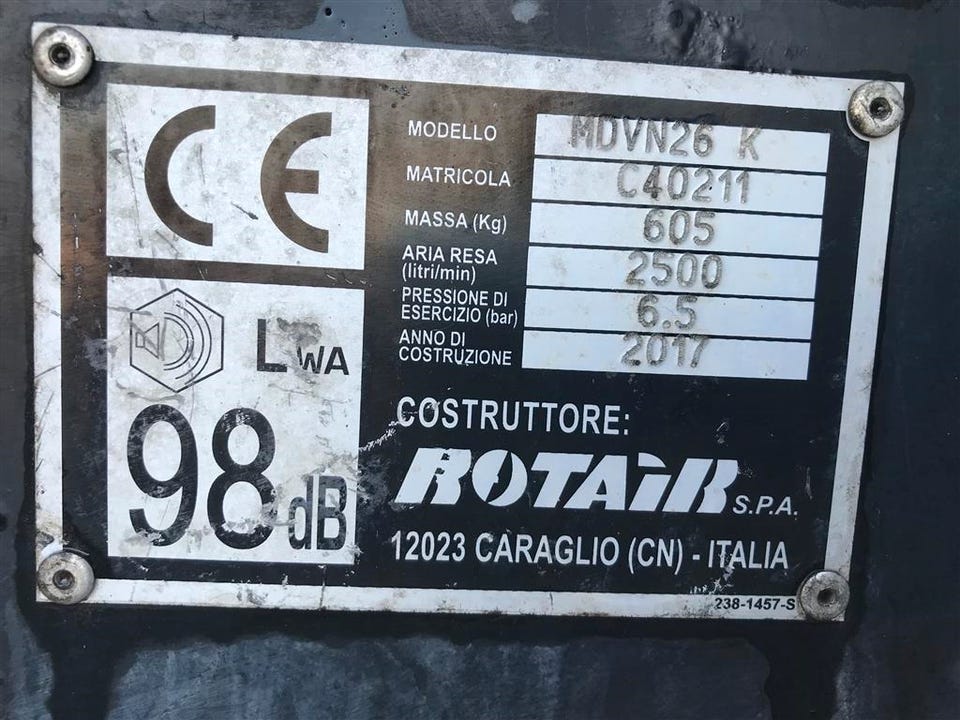 CE
MODELLO MDVN26 K
MATRICOLA C40211
MASSA (Kg) 605
ARIA RESA (litri/min) 2500
PRESSIONE DI ESERCIZIO (bar) 6.5
ANNO DI COSTRUZIONE 2017
LWA
98 dB
COSTRUTTORE:
ROTAIR S.P.A.
12023 CARAGLIO (CN) - ITALIA
238-1457-S